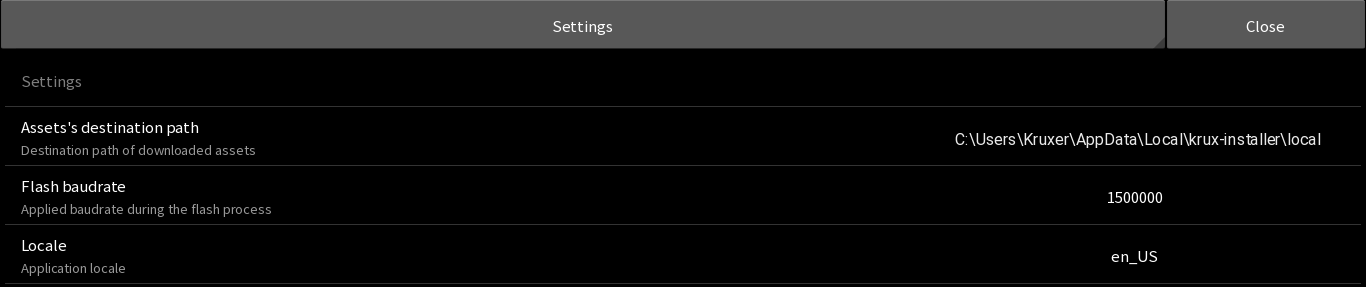 Settings
Close
Settings
Assets's destination path
Destination path of downloaded assets
C:\Users\Kruxer\AppData\Local\krux-installer\local
Flash baudrate
Applied baudrate during the flash process
1500000
Locale
Application locale
en_US